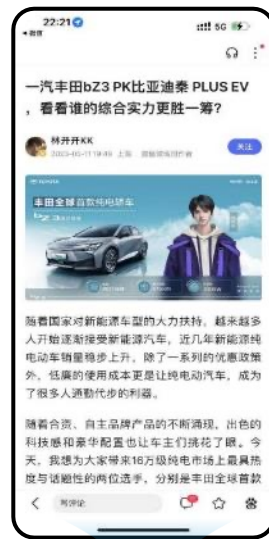 22:21
5G
微信
一汽丰田bZ3 PK比亚迪秦 PLUS EV
，看看谁的综合实力更胜一筹？
林开开KK
关注
丰田全球首款纯电轿车
bZ3
随着国家对新能源车型的大力扶持，越来越多
人开始逐渐接受新能源汽车，近几年新能源纯
电动车销量稳步上升，除了一系列的优惠政策
外，低廉的使用成本更是让纯电动汽车，成为
了很多人通勤代步的利器。
随着合资、自主品牌产品的不断涌现，出色的
科技感和豪华配置也让车主们挑花了眼。今
天，我想为大家带来16万级纯电市场上最具热
度与话题性的两位选手，分别是丰田全球首款
写评论